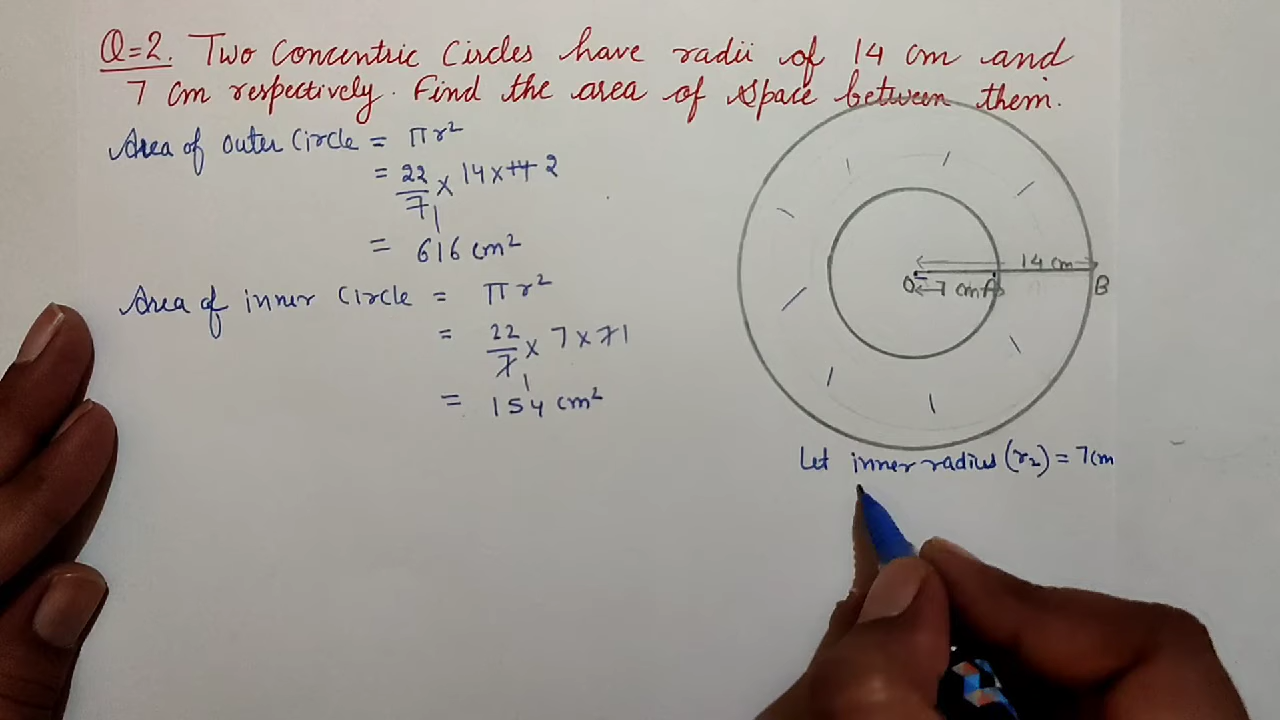 Q=2. Two Concentric Circles have radii of 14 cm and
7 cm respectively. Find the area of space between them.
Area of outer Circle = πr²
= 22/7 × 14 × 14 2
1
= 616 cm²
Area of inner Circle = πr²
= 22/7 × 7 × 7 1
1
= 154 cm²
14 cm
O 7 cm A B
Let inner radius (r₂) = 7cm